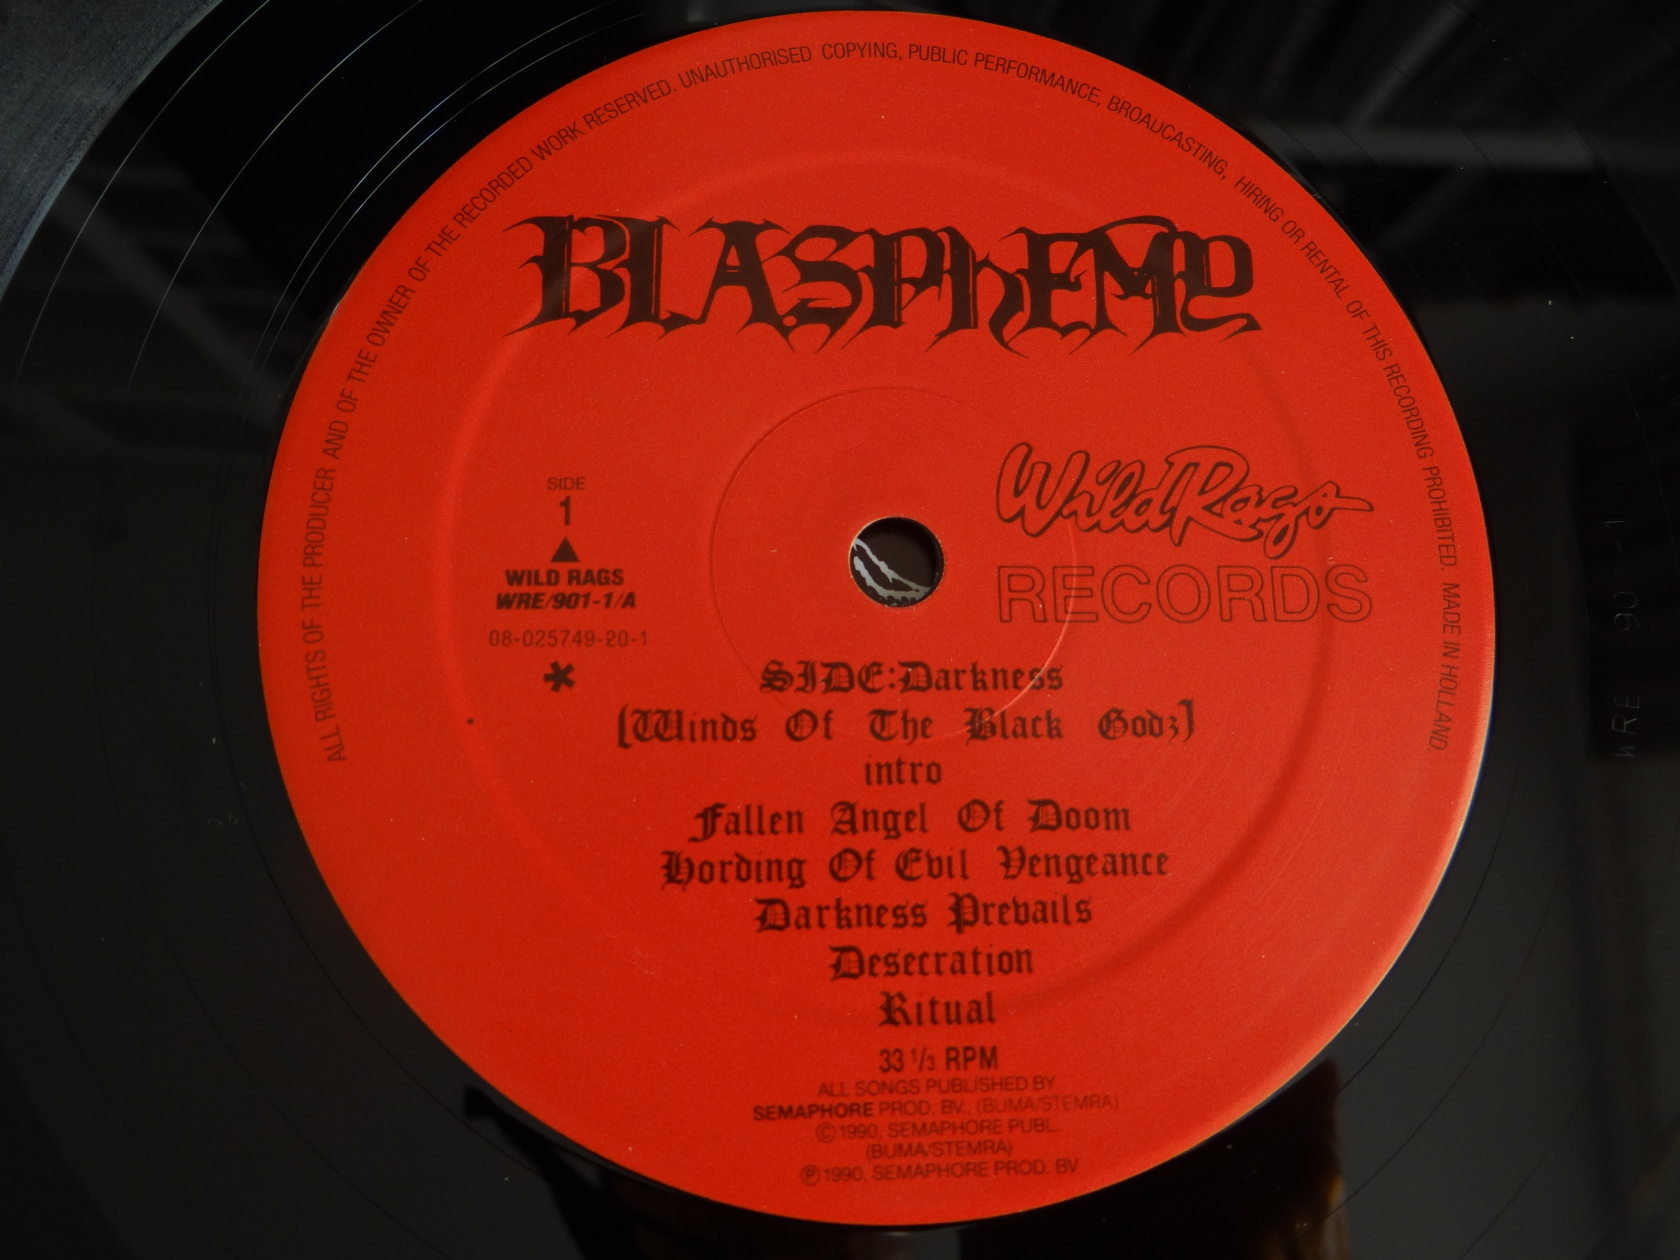 ALL RIGHTS OF THE PRODUCER AND OF THE OWNER OF THE RECORDED WORK RESERVED. UNAUTHORISED COPYING, PUBLIC PERFORMANCE, BROADCASTING, HIRING OR RENTAL OF THIS RECORDING PROHIBITED. MADE IN HOLLAND.
BLASPHEMY
Wild Rags
RECORDS
SIDE
1
WILD RAGS
WRE/901-1/A
08-025749-20-1
*
SIDE:Darkness
[Winds Of The Black Godz]
intro
Fallen Angel Of Doom
Hording Of Evil Vengeance
Darkness Prevails
Desecration
Ritual
33 1/3 RPM
ALL SONGS PUBLISHED BY
SEMAPHORE PROD. BV., (BUMA/STEMRA)
©1990, SEMAPHORE PUBL.
(BUMA/STEMRA)
℗1990, SEMAPHORE PROD. BV
WRE 901-1